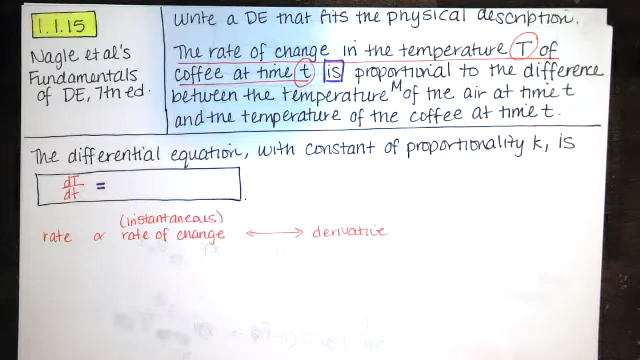 1.1.15
Nagle et al's
Fundamentals
of DE, 7th ed.
Write a DE that fits the physical description.
The rate of change in the temperature T of
coffee at time t is proportional to the difference
between the temperature M of the air at time t
and the temperature of the coffee at time t.
The differential equation, with constant of proportionality k, is
dT/dt = .
(instantaneous)
rate or rate of change ⟷ derivative